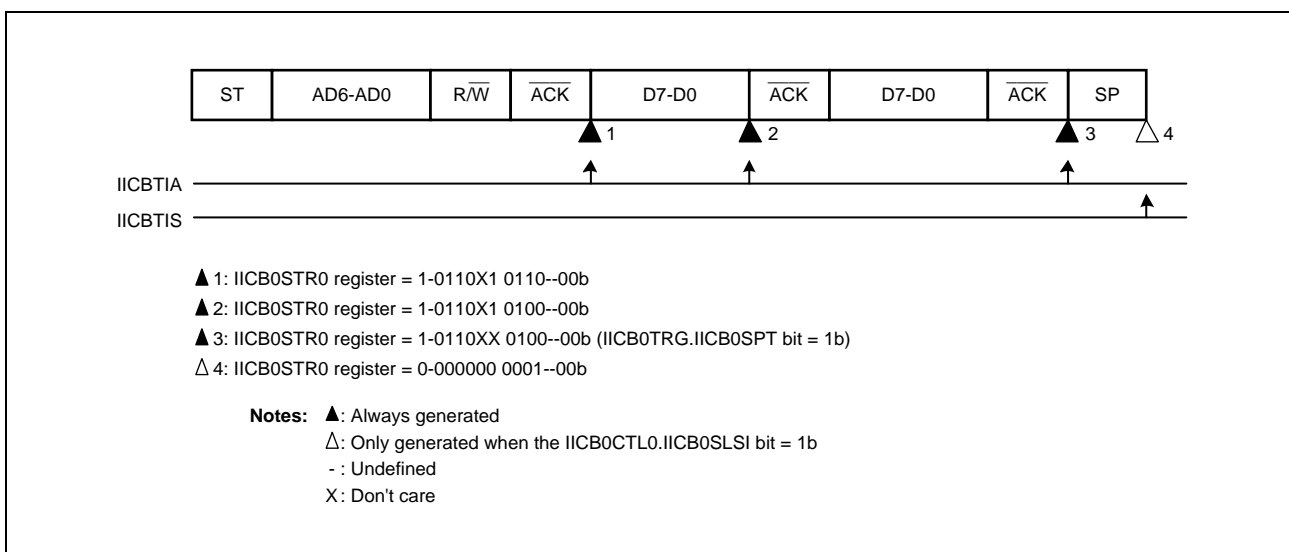 ST AD6-AD0 R/W ACK D7-D0 ACK D7-D0 ACK SP
1 2 3 4
IICBTIA
IICBTIS
▲ 1: IICB0STR0 register = 1-0110X1 0110--00b
▲ 2: IICB0STR0 register = 1-0110X1 0100--00b
▲ 3: IICB0STR0 register = 1-0110XX 0100--00b (IICB0TRG.IICB0SPT bit = 1b)
△ 4: IICB0STR0 register = 0-000000 0001--00b
Notes: ▲: Always generated
△: Only generated when the IICB0CTL0.IICB0SLSI bit = 1b
- : Undefined
X: Don't care